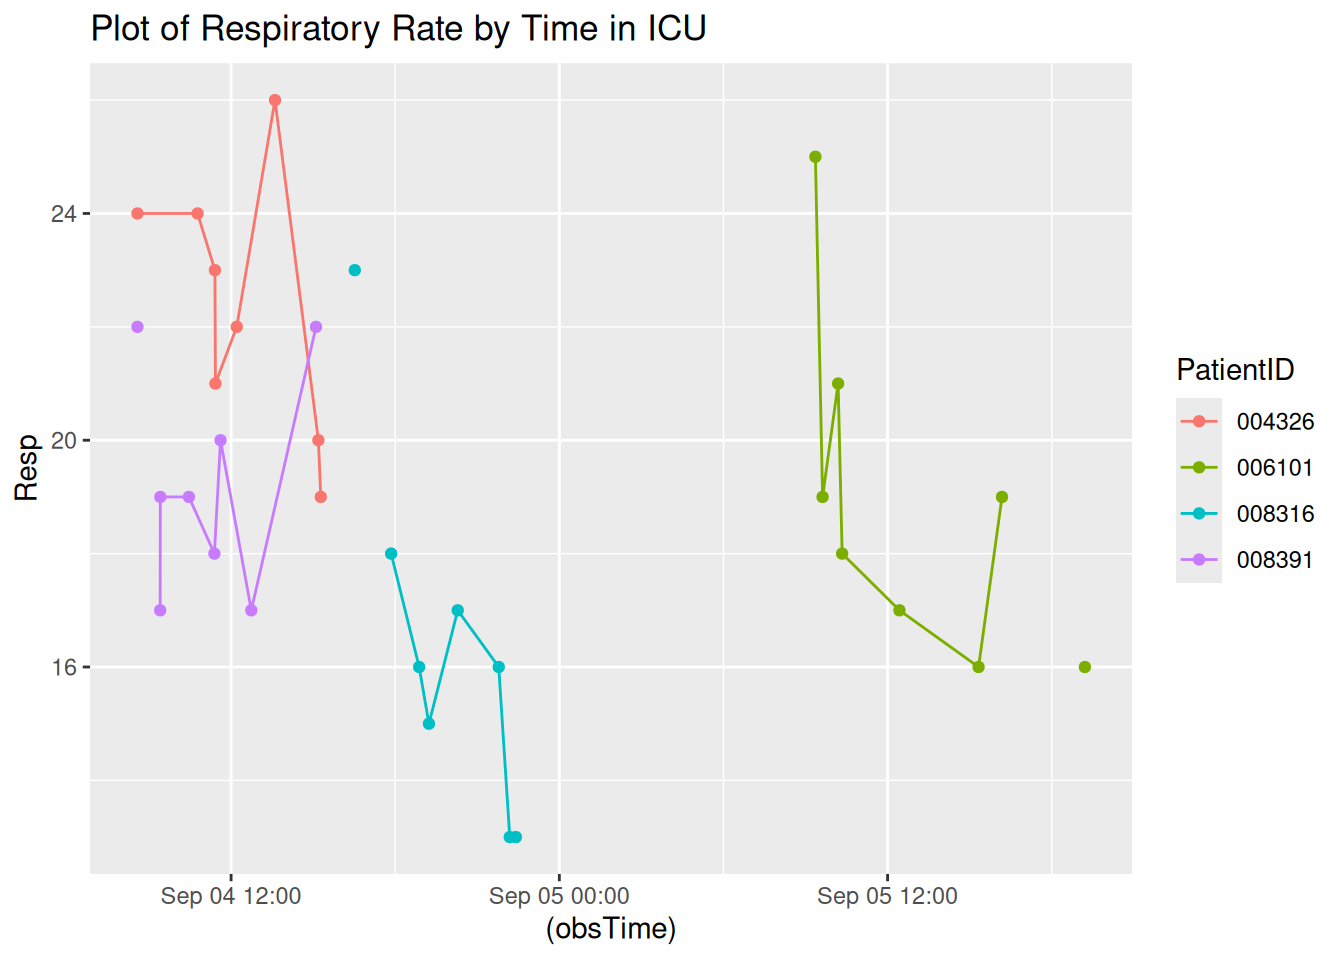 Plot of Respiratory Rate by Time in ICU
24
20
16
Resp
Sep 04 12:00
Sep 05 00:00
Sep 05 12:00
(obsTime)
PatientID
004326
006101
008316
008391